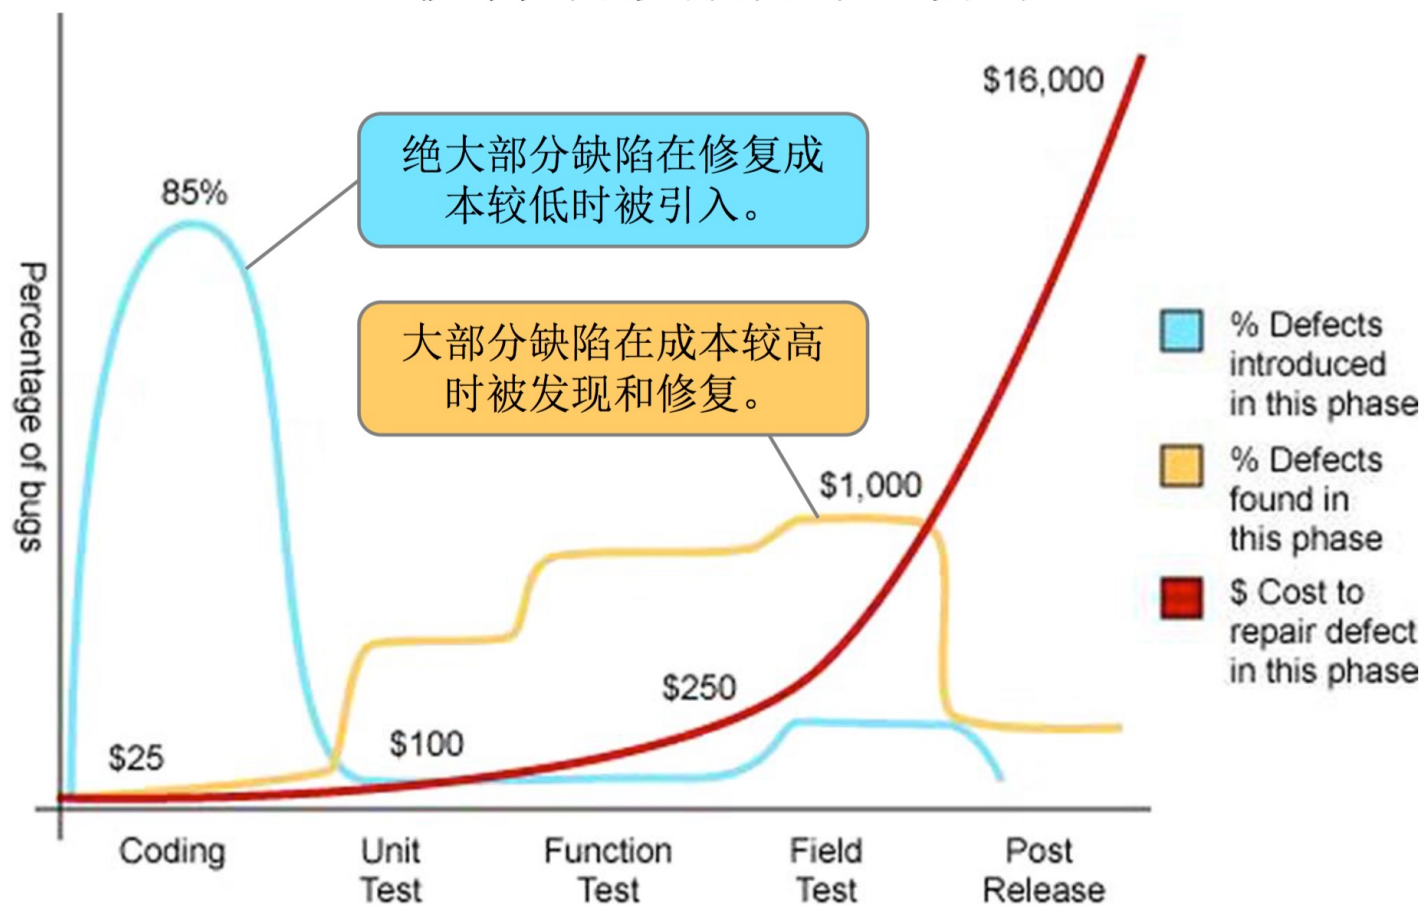 $16,000
绝大部分缺陷在修复成
本较低时被引入。
85%
大部分缺陷在成本较高
时被发现和修复。
$1,000
$250
$100
$25
Percentage of bugs
% Defects
introduced
in this phase
% Defects
found in
this phase
$ Cost to
repair defect
in this phase
Coding
Unit
Test
Function
Test
Field
Test
Post
Release